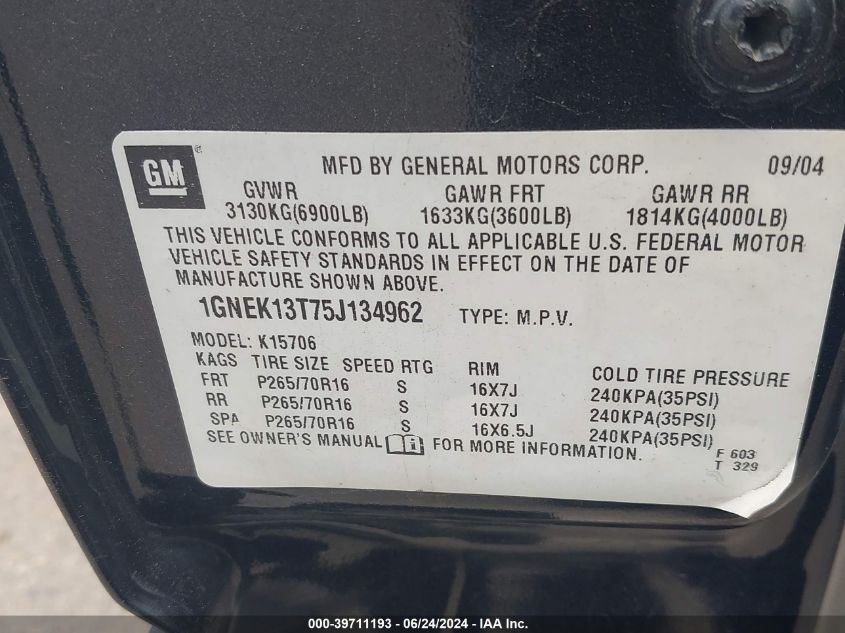 GM® MFD BY GENERAL MOTORS CORP. 09/04
GVWR GAWR FRT GAWR RR
3130KG(6900LB) 1633KG(3600LB) 1814KG(4000LB)
THIS VEHICLE CONFORMS TO ALL APPLICABLE U.S. FEDERAL MOTOR
VEHICLE SAFETY STANDARDS IN EFFECT ON THE DATE OF
MANUFACTURE SHOWN ABOVE.
1GNEK13T75J134962 TYPE: M.P.V.
MODEL: K15706
KAGS TIRE SIZE SPEED RTG RIM COLD TIRE PRESSURE
FRT P265/70R16 S 16X7J 240KPA(35PSI)
RR P265/70R16 S 16X7J 240KPA(35PSI)
SPA P265/70R16 S 16X6.5J 240KPA(35PSI)
SEE OWNER'S MANUAL FOR MORE INFORMATION.
F 603
T 329
000-39711193 - 06/24/2024 - IAA Inc.